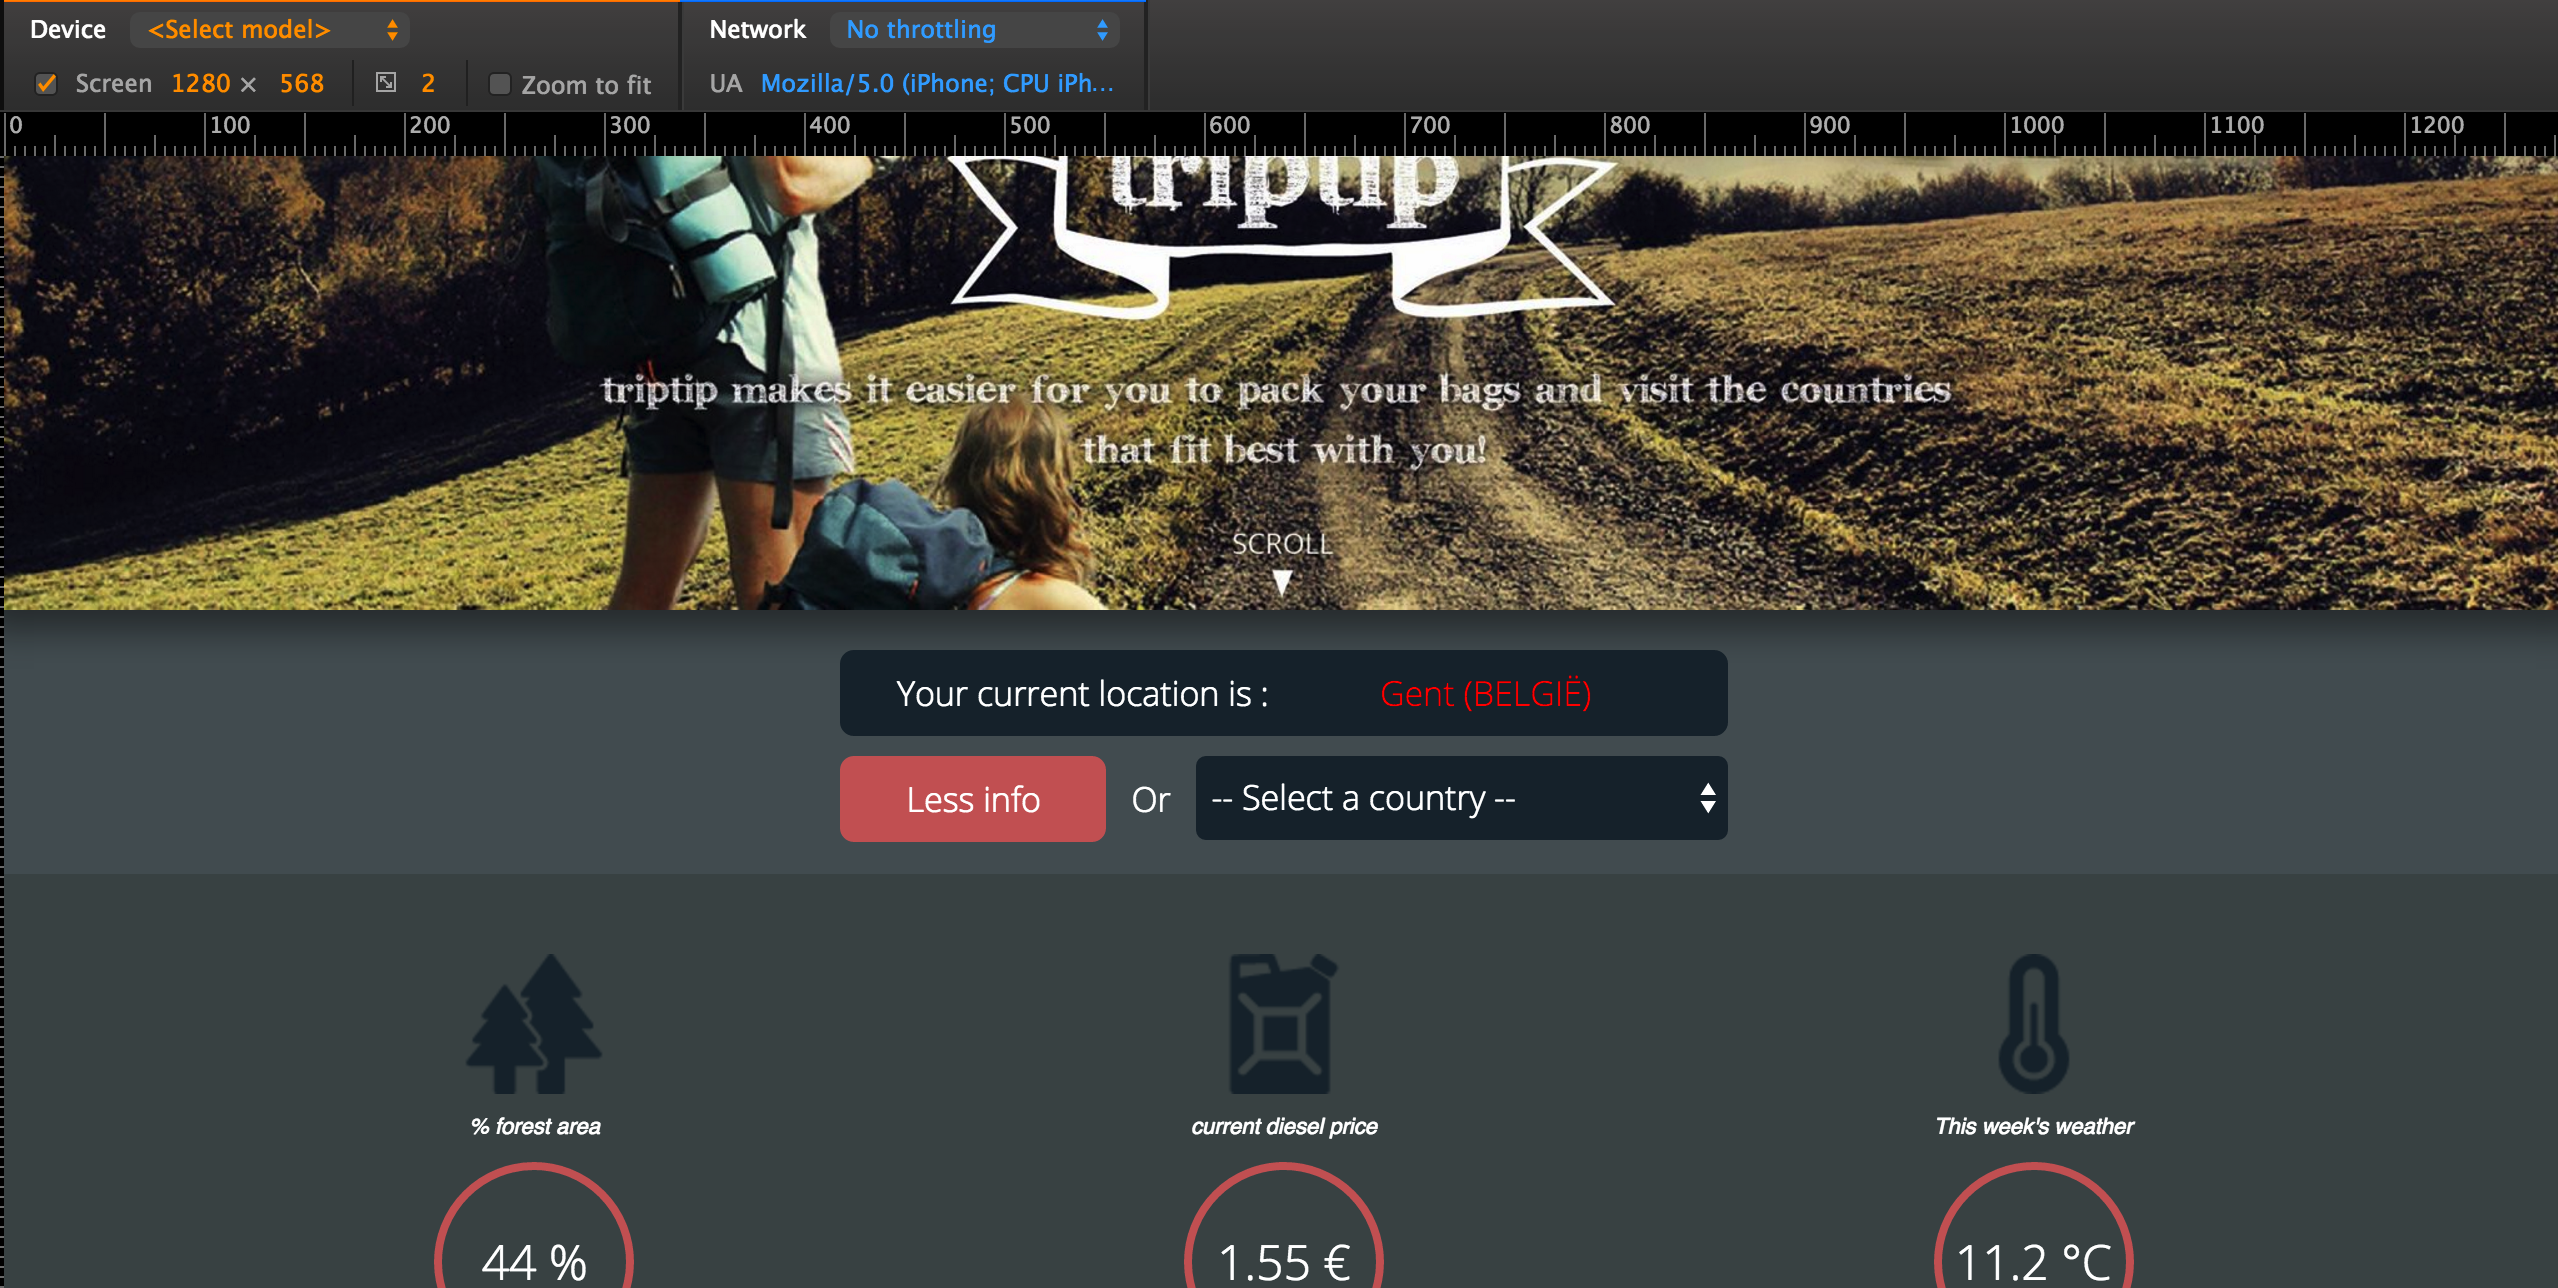 Device <Select model> Network No throttling
Screen 1280 × 568 2 Zoom to fit UA Mozilla/5.0 (iPhone; CPU iPh...
0 100 200 300 400 500 600 700 800 900 1000 1100 1200
triptip
triptip makes it easier for you to pack your bags and visit the countries
that fit best with you!
SCROLL
Your current location is : Gent (BELGIË)
Less info Or -- Select a country --
% forest area current diesel price This week's weather
44 % 1.55 € 11.2 °C